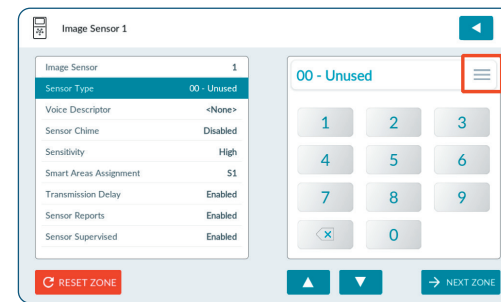 Image Sensor 1
Image Sensor 1
Sensor Type 00 - Unused
Voice Descriptor <None>
Sensor Chime Disabled
Sensitivity High
Smart Areas Assignment S1
Transmission Delay Enabled
Sensor Reports Enabled
Sensor Supervised Enabled
RESET ZONE
00 - Unused
1 2 3
4 5 6
7 8 9
0
NEXT ZONE